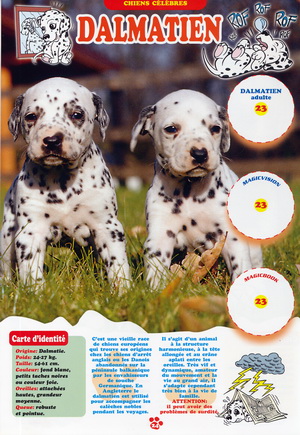 CHIENS CÉLÈBRES
DALMATIEN
ROF ROF ROF ROF
DALMATIEN
adulte
23
MAGICVISION
23
MAGICBOOK
23
Carte d'identité
Origine: Dalmatie.
Poids: 24-27 kg.
Taille: 54-61 cm.
Couleur: fond blanc,
petites taches noires
ou couleur foie.
Oreilles: attachées
hautes, grandeur
moyenne.
Queue: robuste
et pointue.
C'est une vieille race
de chiens européens
qui trouve ses origines
chez les chiens d'arrêt
anglais ou les Danois
abandonnés sur la
péninsule balkanique
par les envahisseurs
de souche
Germanique. En
Angleterre le
dalmatien est utilisé
pour accompagner les
calèches nobles
pendant les voyages.
Il s'agit d'un animal
à la structure
harmonieuse, à la tête
allongée et au crâne
aplati entre les
oreilles. Très vif et
dynamique, amateur
du mouvement et la
vie au grand air, il
s'adapte cependant
très bien à la vie de
famille.
ATTENTION:
il peut avoir des
problèmes de surdité.
24